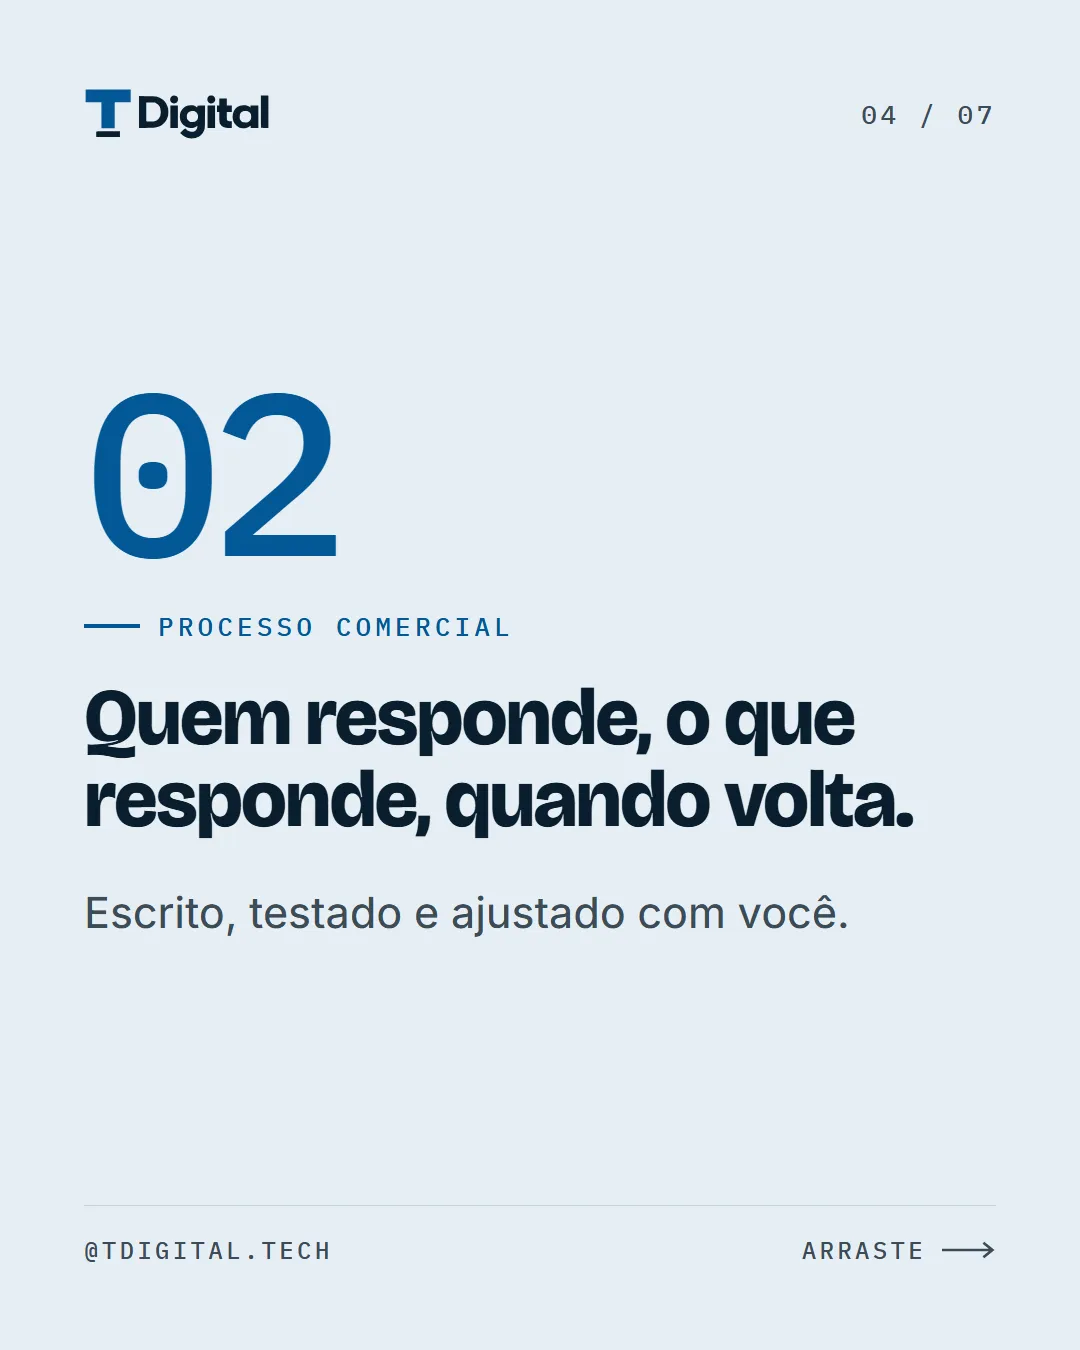 TDigital
04 / 07
02
PROCESSO COMERCIAL
Quem responde, o que
responde, quando volta.
Escrito, testado e ajustado com você.
@TDIGITAL.TECH
ARRASTE